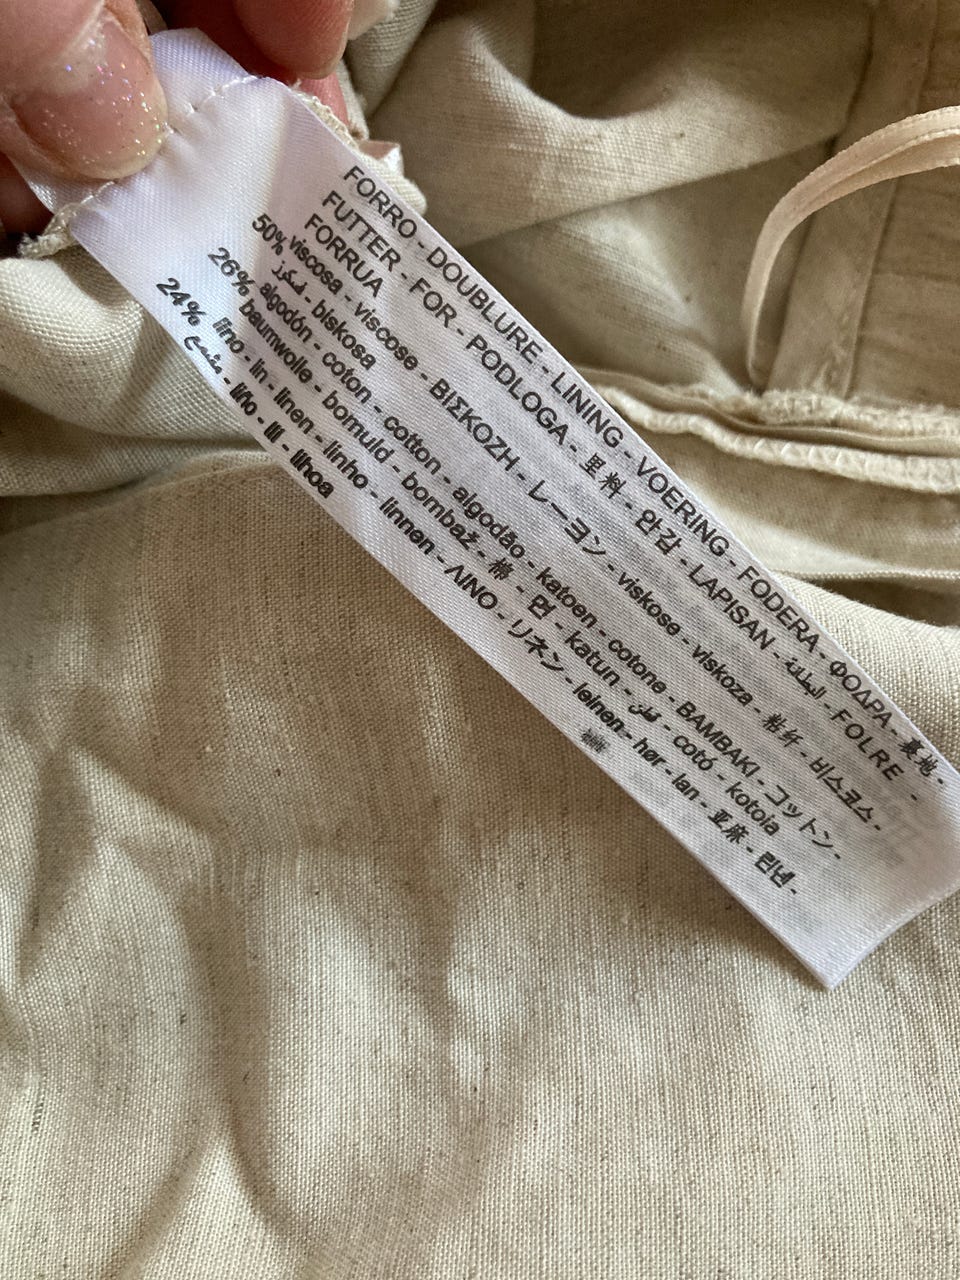 FORRO - DOUBLURE - LINING - VOERING - FODERA - ΦΟΔΡΑ - 裏地 -
FUTTER - FOR - PODLOGA - 里料 - 안감 - LAPISAN - البطانة - FOLRE -
FORRUA
50% viscosa - viscose - ΒΙΣΚΟΖΗ - レーヨン - viskose - viskoza - 粘纤 - 비스코스 -
فسكوز - biskosa
26% algodón - coton - cotton - algodão - katoen - cotone - BAMBAKI - コットン -
baumwolle - bomuld - bombaž - 棉 - 면 - katun - قطن - cotó - kotoia
24% lino - lin - linen - linho - linnen - ΛΙΝΟ - リネン - leinen - hør - lan - 亚麻 - 린넨 -
liño - lli - lihoa